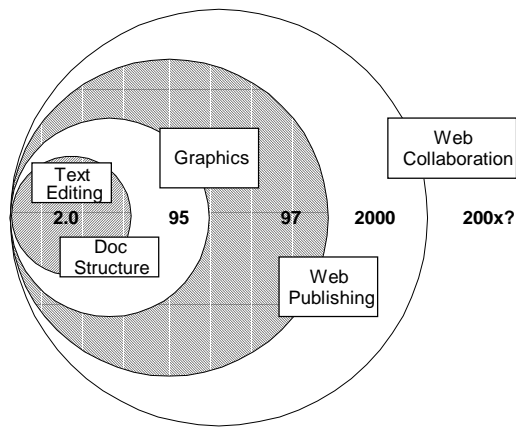 Web
Collaboration
Graphics
Text
Editing
2.0
95
97
2000
200x?
Doc
Structure
Web
Publishing